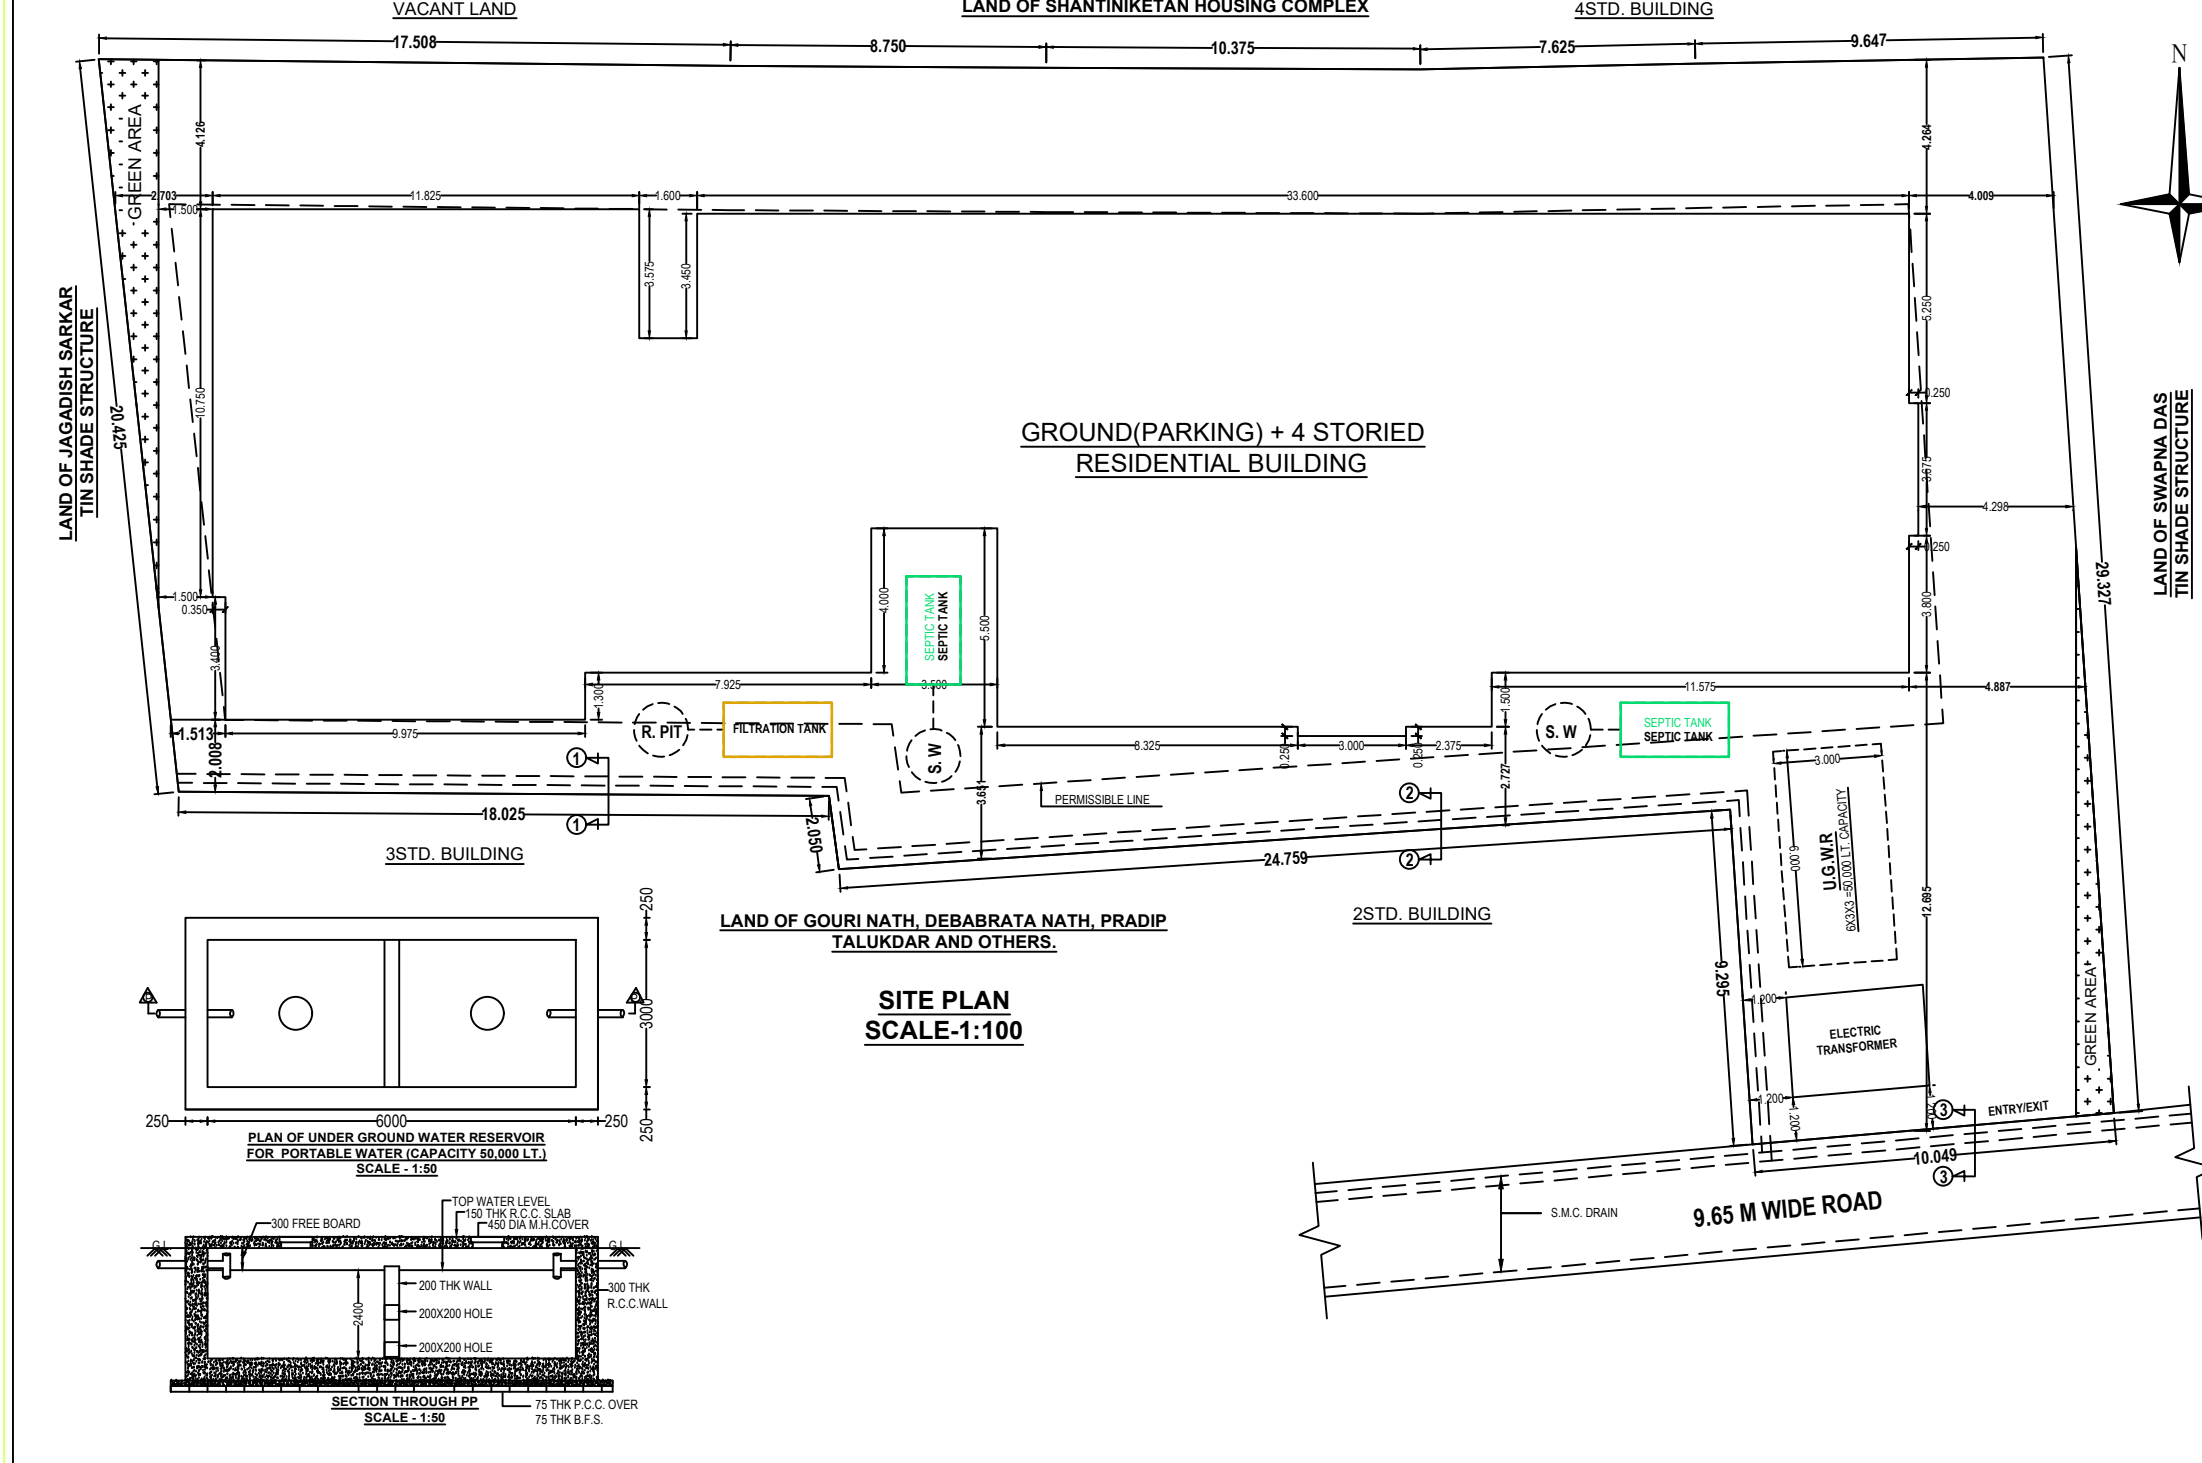 VACANT LAND
LAND OF SHANTINIKETAN HOUSING COMPLEX
4STD. BUILDING
17.508
8.750
10.375
7.625
9.647
N
GREEN AREA
4.126
4.264
2.703
11.825
1.600
33.600
4.009
1.500
3.575
3.450
5.250
LAND OF JAGADISH SARKAR
TIN SHADE STRUCTURE
20.425
10.750
0.250
GROUND(PARKING) + 4 STORIED
RESIDENTIAL BUILDING
3.675
4.298
0.250
LAND OF SWAPNA DAS
TIN SHADE STRUCTURE
29.327
1.500
0.350
3.400
4.000
SEPTIC TANK
SEPTIC TANK
5.500
3.800
1.300
7.925
3.500
1.500
11.575
4.887
1.513
9.975
2.008
R. PIT
FILTRATION TANK
S. W
8.325
0.250
3.000
0.250
2.375
S. W
SEPTIC TANK
SEPTIC TANK
1
1
3.651
PERMISSIBLE LINE
2.727
2
2
3.000
6.000
U.G.W.R
6X3X3 =50,000 LT. CAPACITY
18.025
2.050
24.759
3STD. BUILDING
LAND OF GOURI NATH, DEBABRATA NATH, PRADIP
TALUKDAR AND OTHERS.
2STD. BUILDING
12.695
9.295
SITE PLAN
SCALE-1:100
1.200
ELECTRIC
TRANSFORMER
GREEN AREA
1.200
1.200
3
ENTRY/EXIT
10.049
3
S.M.C. DRAIN
9.65 M WIDE ROAD
250
3000
250
250
6000
250
PLAN OF UNDER GROUND WATER RESERVOIR
FOR PORTABLE WATER (CAPACITY 50,000 LT.)
SCALE - 1:50
TOP WATER LEVEL
150 THK R.C.C. SLAB
300 FREE BOARD
450 DIA M.H.COVER
G.L
G.L
200 THK WALL
300 THK
R.C.C.WALL
2400
200X200 HOLE
200X200 HOLE
SECTION THROUGH PP
SCALE - 1:50
75 THK P.C.C. OVER
75 THK B.F.S.